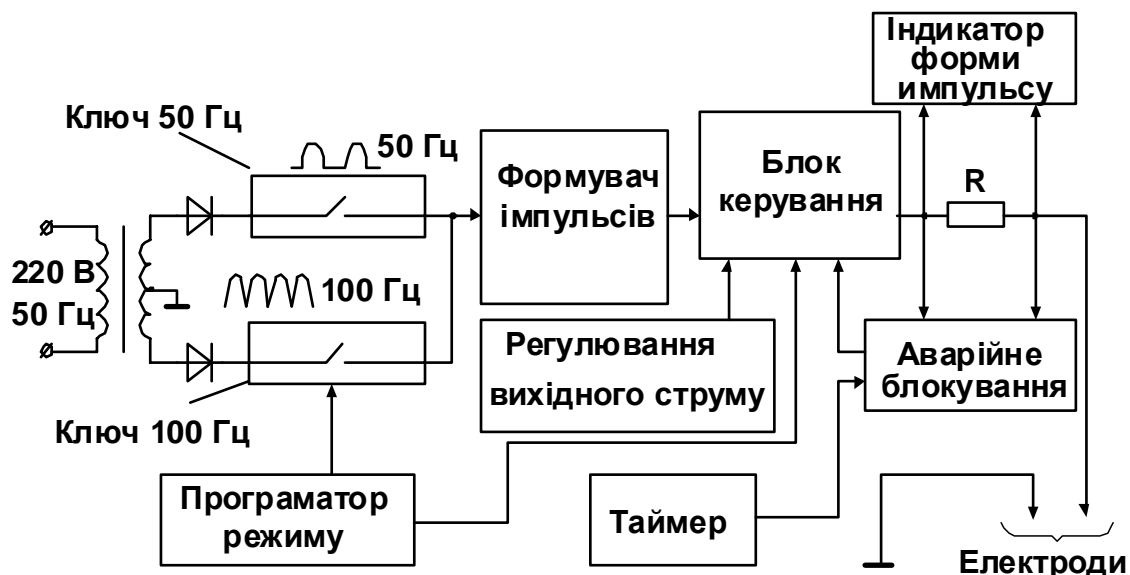 Індикатор
форми
импульсу
Ключ 50 Гц
50 Гц
Формувач
імпульсів
Блок
керування
R
220 В
50 Гц
100 Гц
Регулювання
вихідного струму
Аварійне
блокування
Ключ 100 Гц
Програматор
режиму
Таймер
Електроди